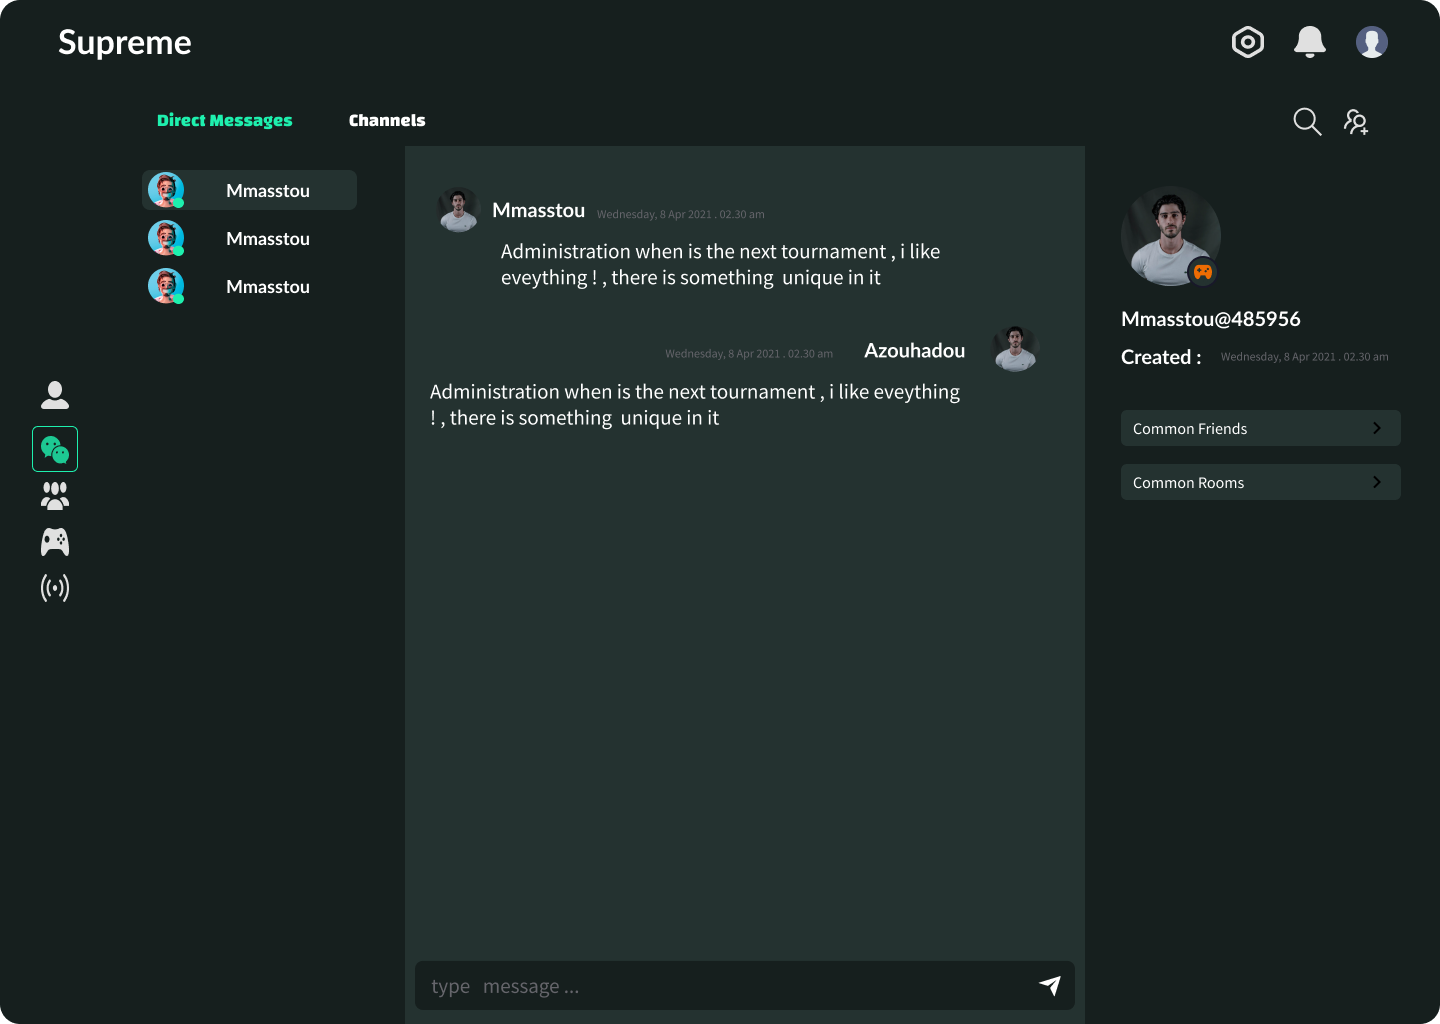 Supreme
Direct Messages
Channels
Mmasstou
Mmasstou
Mmasstou
Mmasstou
Wednesday, 8 Apr 2021 . 02.30 am
Administration when is the next tournament , i like
eveything ! , there is something  unique in it
Wednesday, 8 Apr 2021 . 02.30 am
Azouhadou
Administration when is the next tournament , i like eveything
! , there is something  unique in it
type  message ...
Mmasstou@485956
Created :
Wednesday, 8 Apr 2021 . 02.30 am
Common Friends
Common Rooms